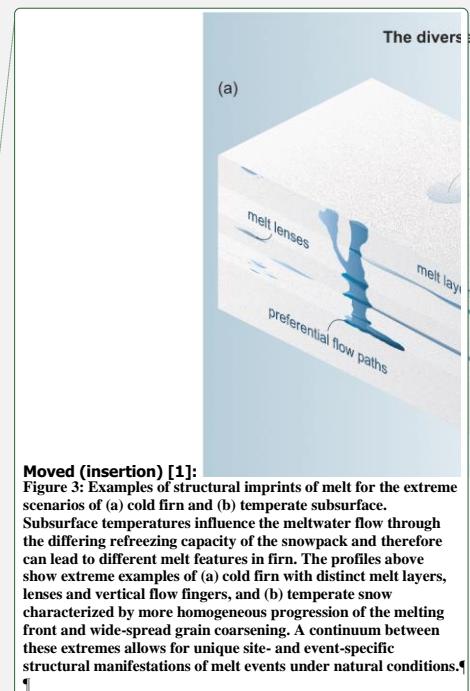 The divers
(a)
melt lenses
melt lay
preferential flow paths
Moved (insertion) [1]:
Figure 3: Examples of structural imprints of melt for the extreme
scenarios of (a) cold firn and (b) temperate subsurface.
Subsurface temperatures influence the meltwater flow through
the differing refreezing capacity of the snowpack and therefore
can lead to different melt features in firn. The profiles above
show extreme examples of (a) cold firn with distinct melt layers,
lenses and vertical flow fingers, and (b) temperate snow
characterized by more homogeneous progression of the melting
front and wide-spread grain coarsening. A continuum between
these extremes allows for unique site- and event-specific
structural manifestations of melt events under natural conditions.¶
¶